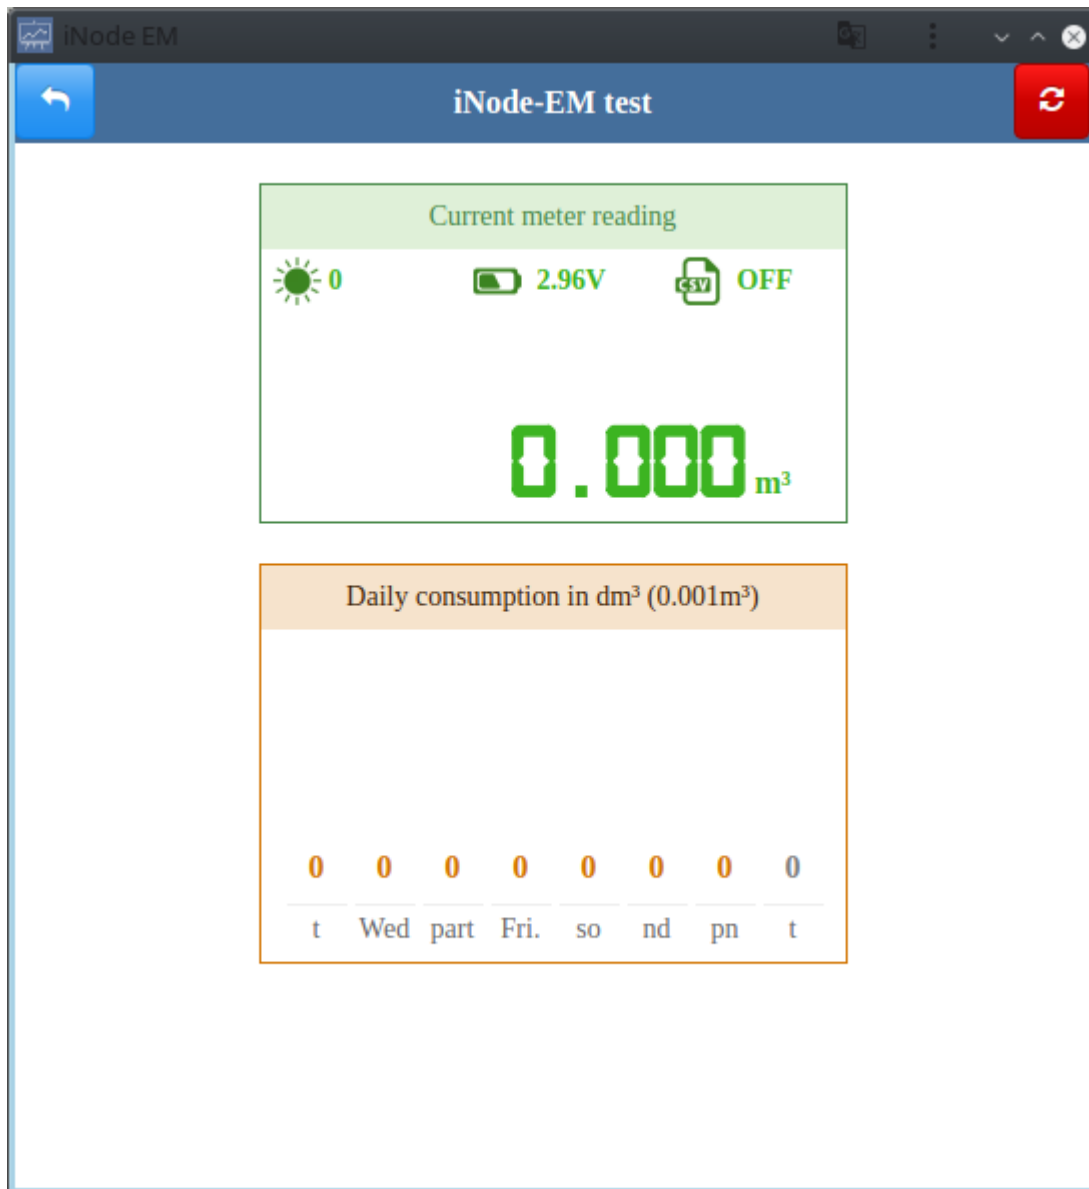 iNode EM
iNode-EM test
Current meter reading
0 2.96V CSV OFF
0.000 m³
Daily consumption in dm³ (0.001m³)
0 0 0 0 0 0 0 0
t Wed part Fri. so nd pn t